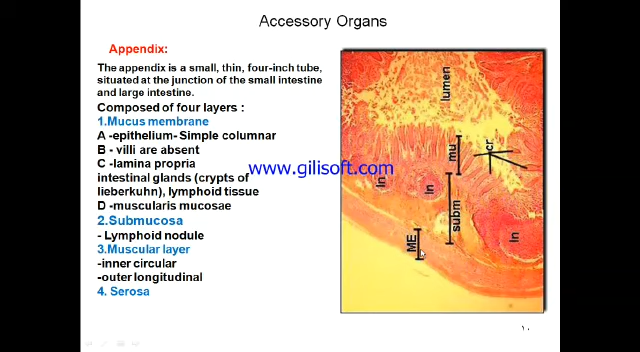 Accessory Organs
Appendix:
The appendix is a small, thin, four-inch tube,
situated at the junction of the small intestine
and large intestine.
Composed of four layers :
1.Mucus membrane
A -epithelium- Simple columnar
B - villi are absent
C -lamina propria
intestinal glands (crypts of
lieberkuhn), lymphoid tissue
D -muscularis mucosae
2.Submucosa
- Lymphoid nodule
3.Muscular layer
-inner circular
-outer longitudinal
4. Serosa
lumen
mu
cr
www.gilisoft.com
ln
ln
subm
ln
ME
١٠